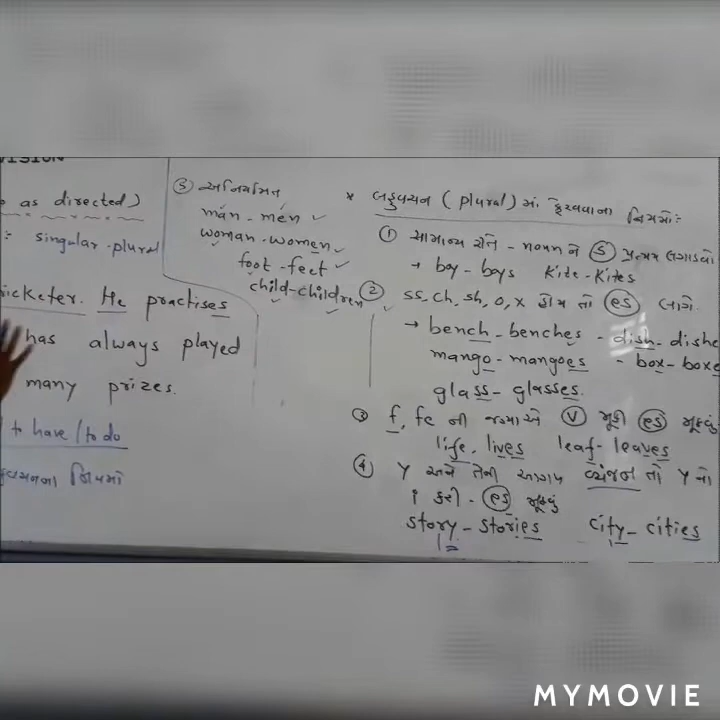 VISION
as directed)
: singular-plural
icketer. He practises
has always played
many prizes.
to have / to do
વચનના નિયમો
⑤ અનિયમિત
man - men ✓
woman - women ✓
foot - feet ✓
child - children ✓
* બહુવચન (plural) માં ફેરવવાના નિયમો :-
① સામાન્ય રીતે - noun ને Ⓢ પ્રત્યય લગાડવો
→ boy - boys kite - kites
② ss, ch, sh, o, x હોય તો (es) લાગે
→ bench - benches - dish - dishe
mango - mangoes - box - boxe
glass - glasses.
③ f, fe ની જગ્યાએ Ⓥ મૂકી (es) મૂકવું
life - lives leaf - leaves
④ Y અને તેની આગળ વ્યંજન તો Y નો
i કરી - (es) મૂકવું
story - stories city - cities
MYMOVIE